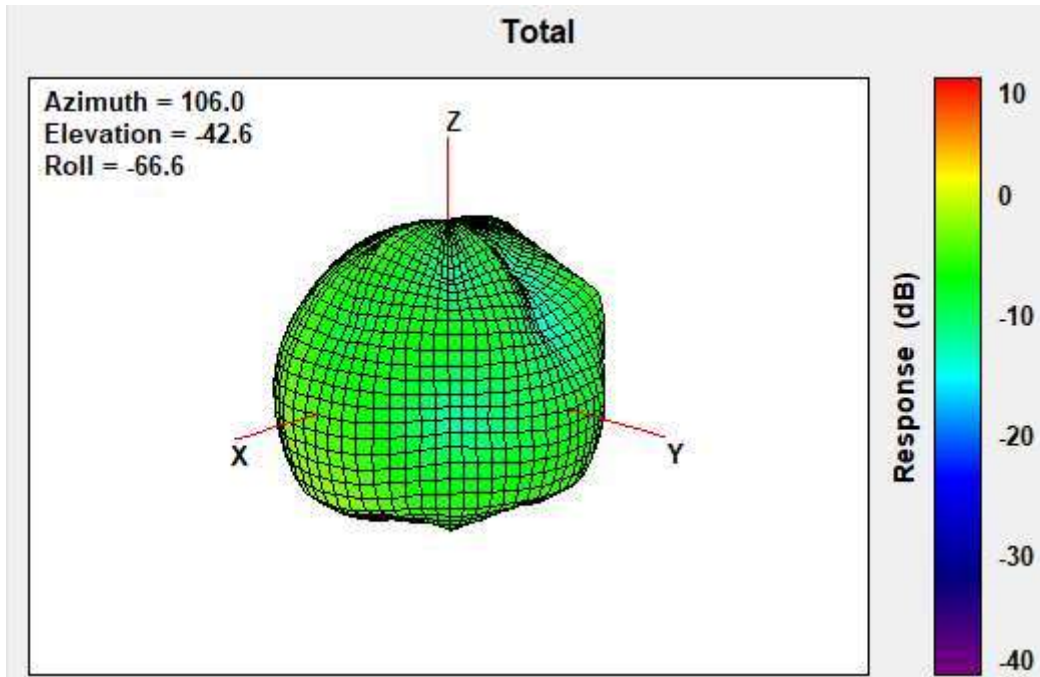 Total
Azimuth = 106.0
Elevation = -42.6
Roll = -66.6
Z
X
Y
10
0
-10
-20
-30
-40
Response (dB)